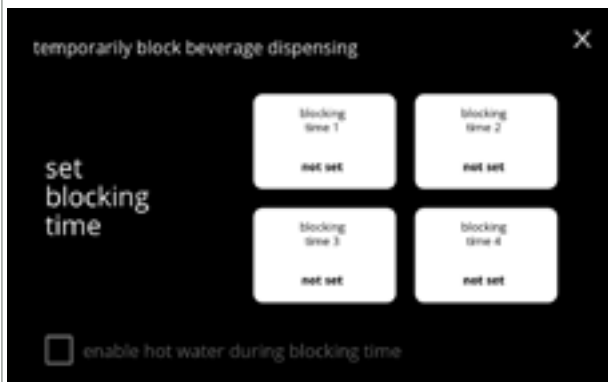 temporarily block beverage dispensing
set
blocking
time
blocking
time 1
not set
blocking
time 2
not set
blocking
time 3
not set
blocking
time 4
not set
enable hot water during blocking time